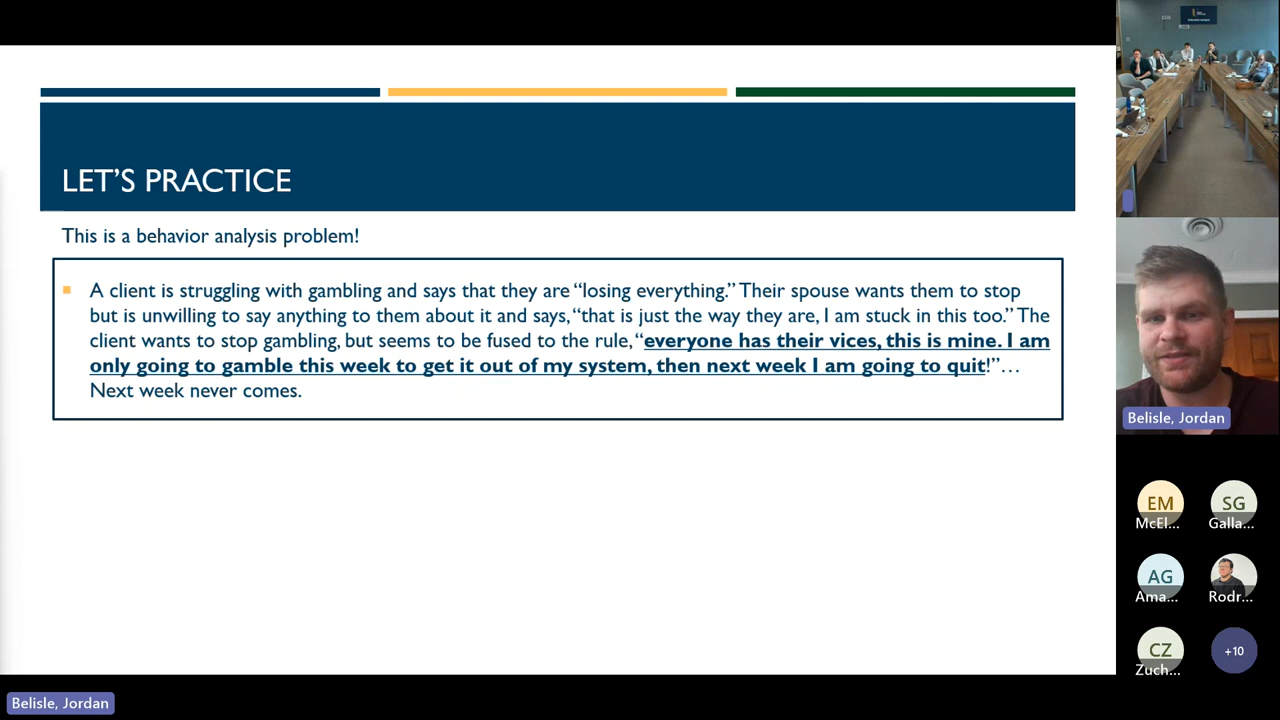 LET'S PRACTICE
This is a behavior analysis problem!
A client is struggling with gambling and says that they are “losing everything.” Their spouse wants them to stop
but is unwilling to say anything to them about it and says, “that is just the way they are, I am stuck in this too.” The
client wants to stop gambling, but seems to be fused to the rule, “everyone has their vices, this is mine. I am
only going to gamble this week to get it out of my system, then next week I am going to quit!”…
Next week never comes.
Belisle, Jordan
EM
McEl...
SG
Galla...
AG
Ama...
Rodr...
CZ
Zuch...
+10
Belisle, Jordan